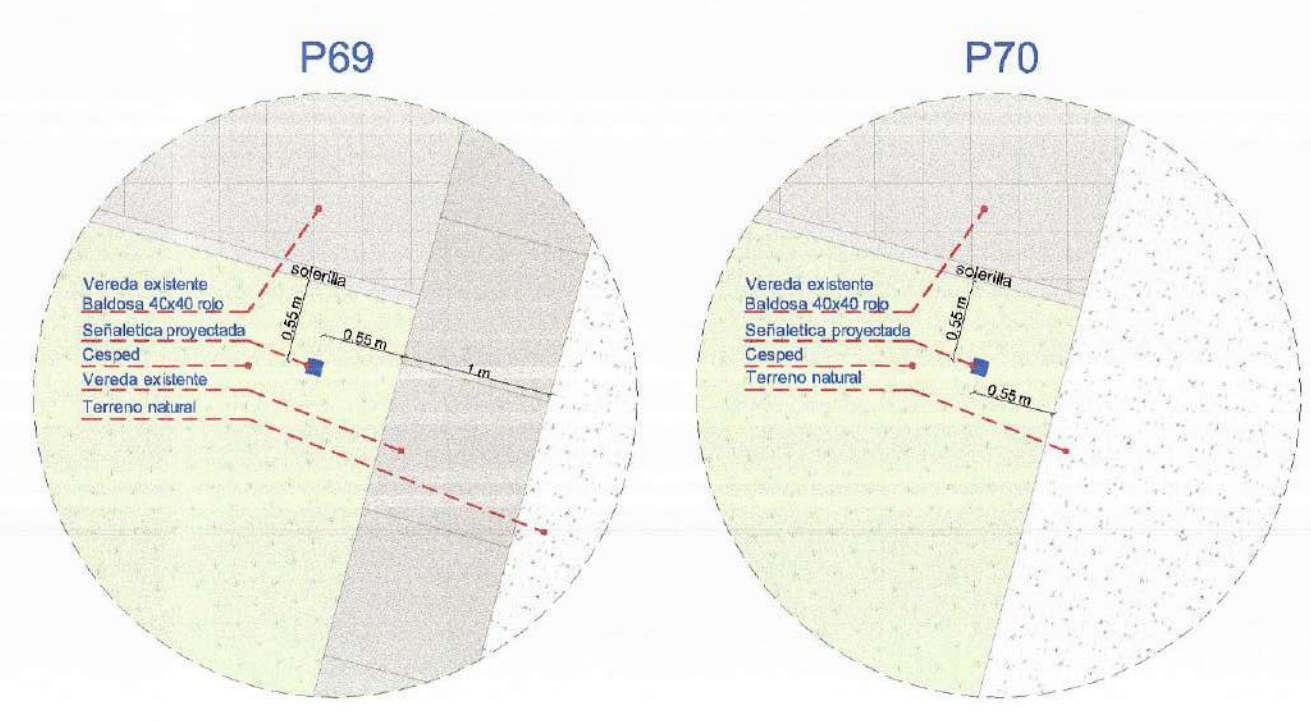 P69
solerilla
Vereda existente
Baldosa 40x40 rojo
0,55 m
Señaletica proyectada
0,55 m
Cesped
1 m
Vereda existente
Terreno natural
P70
solerilla
Vereda existente
Baldosa 40x40 rojo
0,55 m
Señaletica proyectada
Cesped
Terreno natural
0,55 m